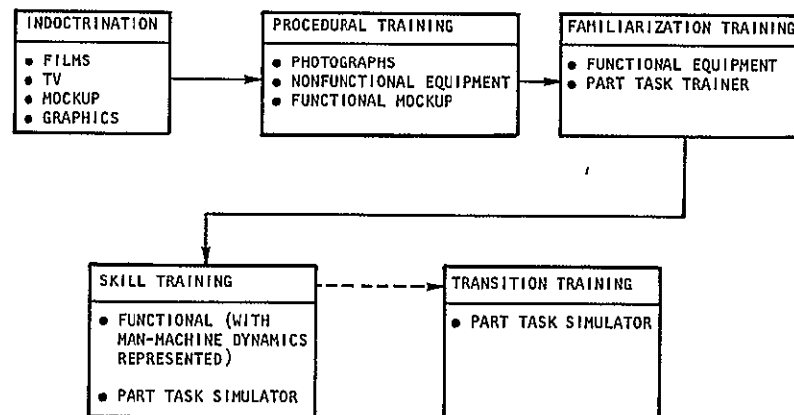 INDOCTRINATION
• FILMS
• TV
• MOCKUP
• GRAPHICS
PROCEDURAL TRAINING
• PHOTOGRAPHS
• NONFUNCTIONAL EQUIPMENT
• FUNCTIONAL MOCKUP
FAMILIARIZATION TRAINING
• FUNCTIONAL EQUIPMENT
• PART TASK TRAINER
SKILL TRAINING
• FUNCTIONAL (WITH
MAN-MACHINE DYNAMICS
REPRESENTED)
• PART TASK SIMULATOR
TRANSITION TRAINING
• PART TASK SIMULATOR